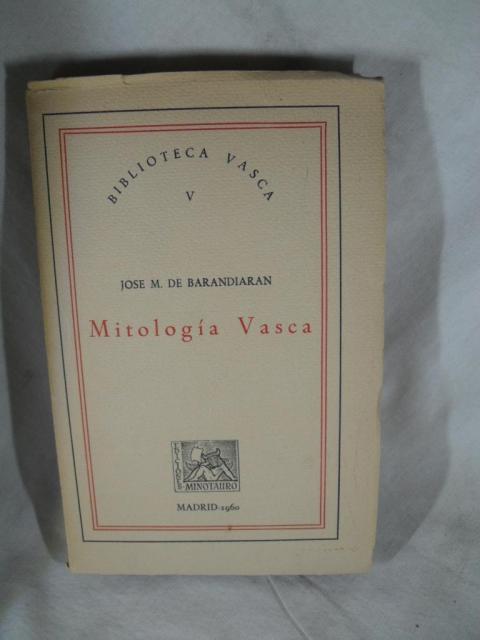 BIBLIOTECA VASCA
V
JOSE M. DE BARANDIARAN
Mitología Vasca
EDICIONES
MINOTAURO
MADRID-1960